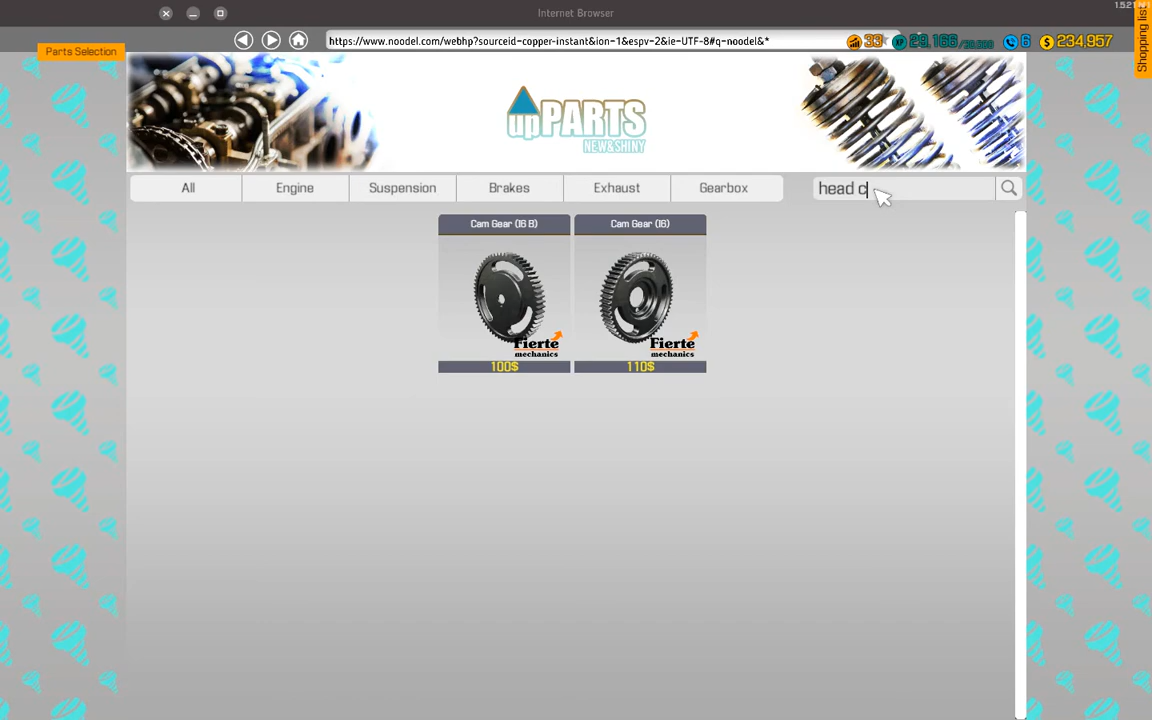 Internet Browser
Parts Selection
https://www.noodel.com/webhp?sourceid-copper-instant&ion-1&espv-2&ie-UTF-8#q-noodel&*
33
XP
6
$ 234,957
Shopping list
upPARTS
NEW&SHINY
All
Engine
Suspension
Brakes
Exhaust
Gearbox
head c
Cam Gear (I6 B)
Cam Gear (I6)
Fierte
mechanics
Fierte
mechanics
100$
110$